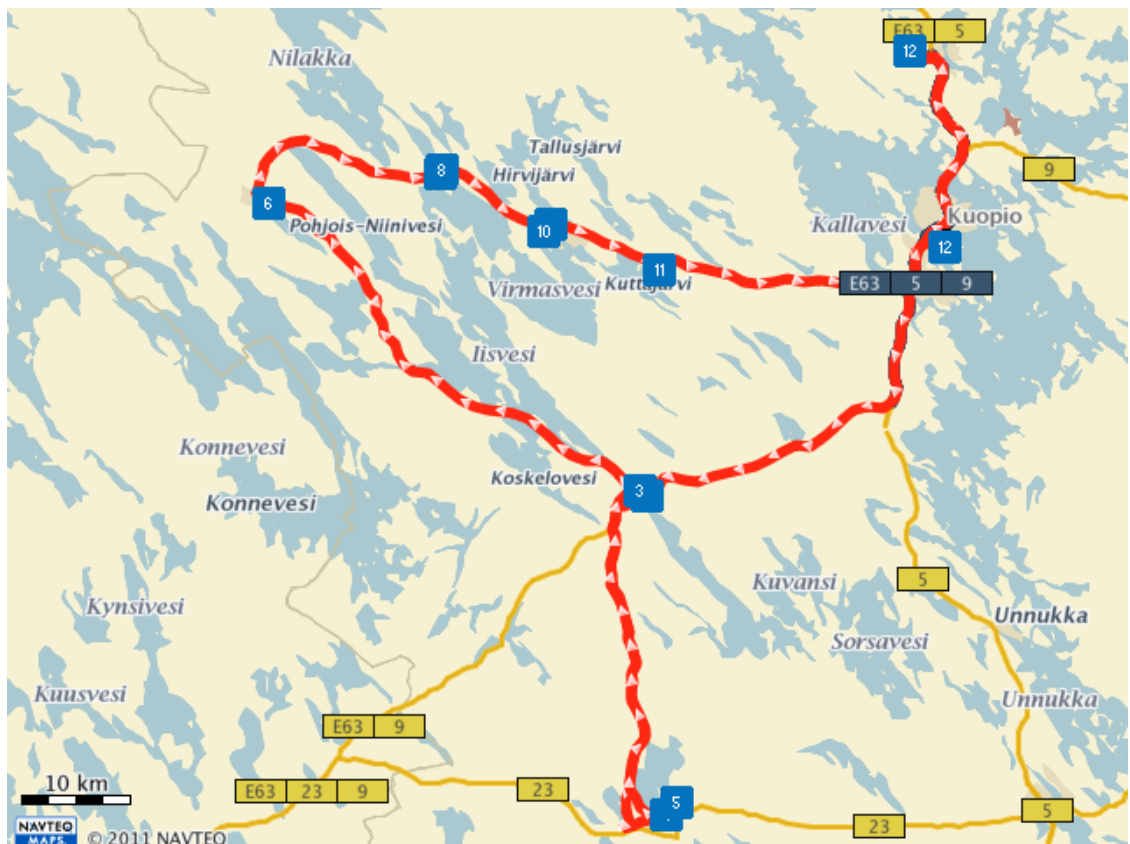 E63 5
12
Nilakka
Tallusjärvi
9
8
Hirvijärvi
6
Kallavesi
Kuopio
Pohjois-Niinivesi
10
12
11
E63 5 9
Virmasvesi
Kuttajärvi
Iisvesi
Konnevesi
Koskelovesi
3
Konnevesi
5
Kuvansi
Kynsivesi
Unnukka
Sorsavesi
Kuusvesi
Unnukka
E63 9
10 km
E63 23 9
23
5
5
23
NAVTEQ
MAPS
© 2011 NAVTEQ